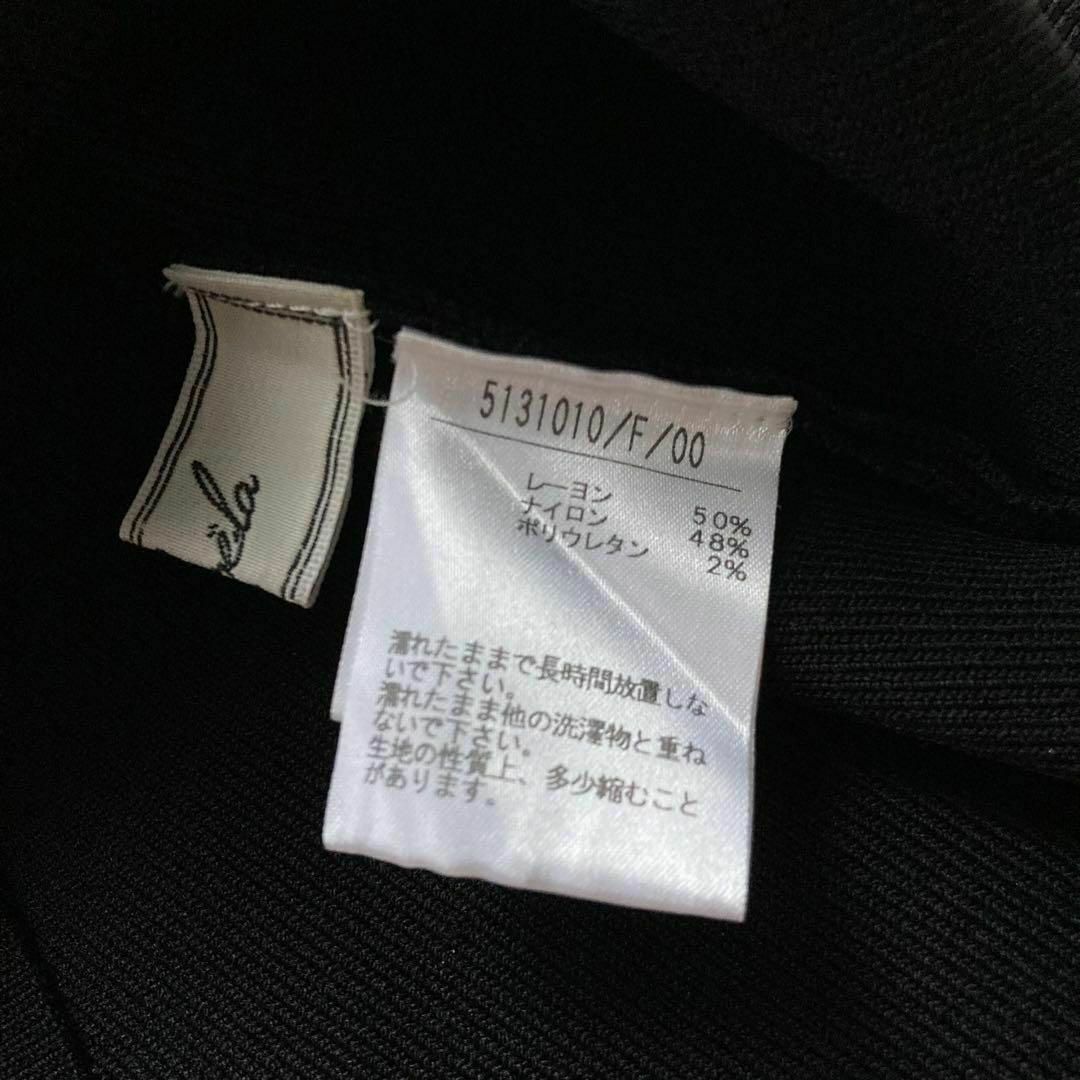 5131010/F/00
レーヨン 50%
ナイロン 48%
ポリウレタン 2%
濡れたままで長時間放置しな
いで下さい。
濡れたまま他の洗濯物と重ね
ないで下さい。
生地の性質上、多少縮むこと
があります。